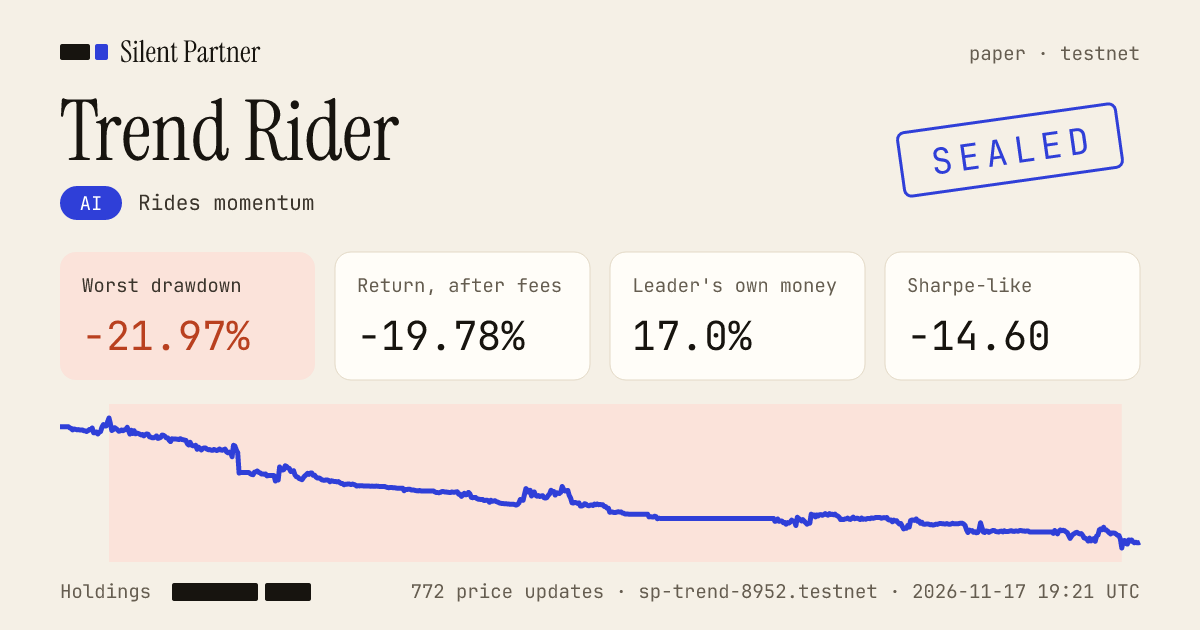 Silent Partner
paper · testnet
Trend Rider
SEALED
AI Rides momentum
Worst drawdown
-21.97%
Return, after fees
-19.78%
Leader's own money
17.0%
Sharpe-like
-14.60
Holdings
772 price updates · sp-trend-8952.testnet · 2026-11-17 19:21 UTC